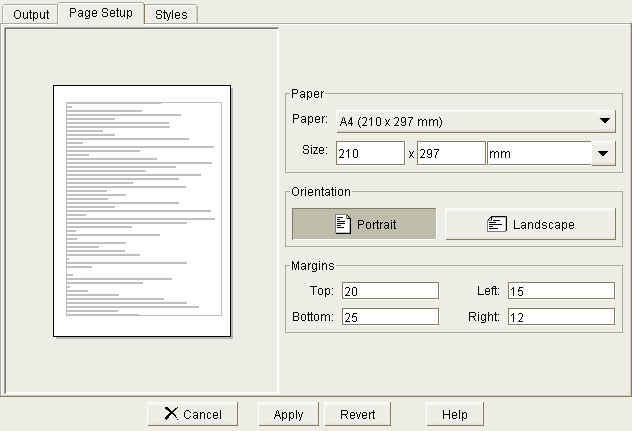 Output Page Setup Styles
Paper
Paper: A4 (210 x 297 mm)
Size: 210 x 297 mm
Orientation
Portrait Landscape
Margins
Top: 20 Left: 15
Bottom: 25 Right: 12
Cancel Apply Revert Help